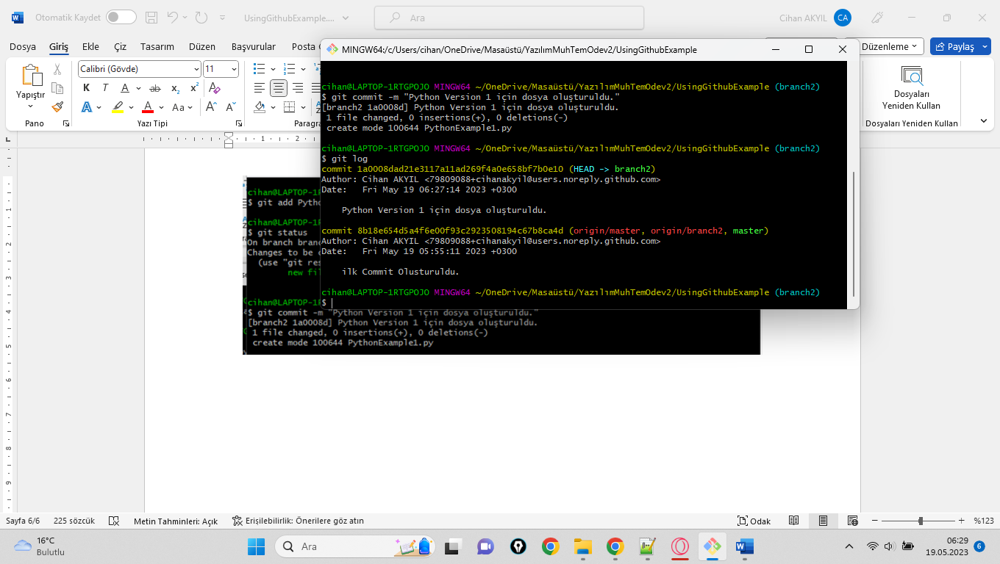 Otomatik Kaydet
UsingGithubExample....
Ara
Cihan AKYIL
CA
Dosya Giriş Ekle Çiz Tasarım Düzen Başvurular Posta
Düzenleme
Paylaş
Yapıştır
Pano
Calibri (Gövde)
11
K T A ab x₂ x²
A A Aa A A
Yazı Tipi
Paragr
Dosyaları
Yeniden Kullan
Dosyaları Yeniden Kullan
MINGW64:/c/Users/cihan/OneDrive/Masaüstü/YazılımMuhTemOdev2/UsingGithubExample
cihan@LAPTOP-1RTGPOJO MINGW64 ~/OneDrive/Masaüstü/YazılımMuhTemOdev2/UsingGithubExample (branch2)
$ git commit -m "Python Version 1 için dosya oluşturuldu."
[branch2 1a0008d] Python Version 1 için dosya oluşturuldu.
1 file changed, 0 insertions(+), 0 deletions(-)
create mode 100644 PythonExample1.py
cihan@LAPTOP-1RTGPOJO MINGW64 ~/OneDrive/Masaüstü/YazılımMuhTemOdev2/UsingGithubExample (branch2)
$ git log
commit 1a0008dad21e3117a11ad269f4a0e658bf7b0e10 (HEAD -> branch2)
Author: Cihan AKYIL <79809088+cihanakyil@users.noreply.github.com>
Date: Fri May 19 06:27:14 2023 +0300
Python Version 1 için dosya oluşturuldu.
commit 8b18e654d5a4f6e00f93c2923508194c67b8ca4d (origin/master, origin/branch2, master)
Author: Cihan AKYIL <79809088+cihanakyil@users.noreply.github.com>
Date: Fri May 19 05:55:11 2023 +0300
ilk Commit Olusturuldu.
cihan@LAPTOP-1RTGPOJO MINGW64 ~/OneDrive/Masaüstü/YazılımMuhTemOdev2/UsingGithubExample (branch2)
$
cihan@LAPTOP-1R
$ git add Pytho
cihan@LAPTOP-1R
$ git status
On branch bran
Changes to be
(use "git res
new fi
cihan@LAPTOP-1R
$ git commit -m "Python Version 1 için dosya oluşturuldu."
[branch2 1a0008d] Python Version 1 için dosya oluşturuldu.
1 file changed, 0 insertions(+), 0 deletions(-)
create mode 100644 PythonExample1.py
Sayfa 6/6
225 sözcük
Metin Tahminleri: Açık
Erişilebilirlik: Önerilere göz atın
Odak
%123
16°C
Bulutlu
Ara
06:29
19.05.2023
6